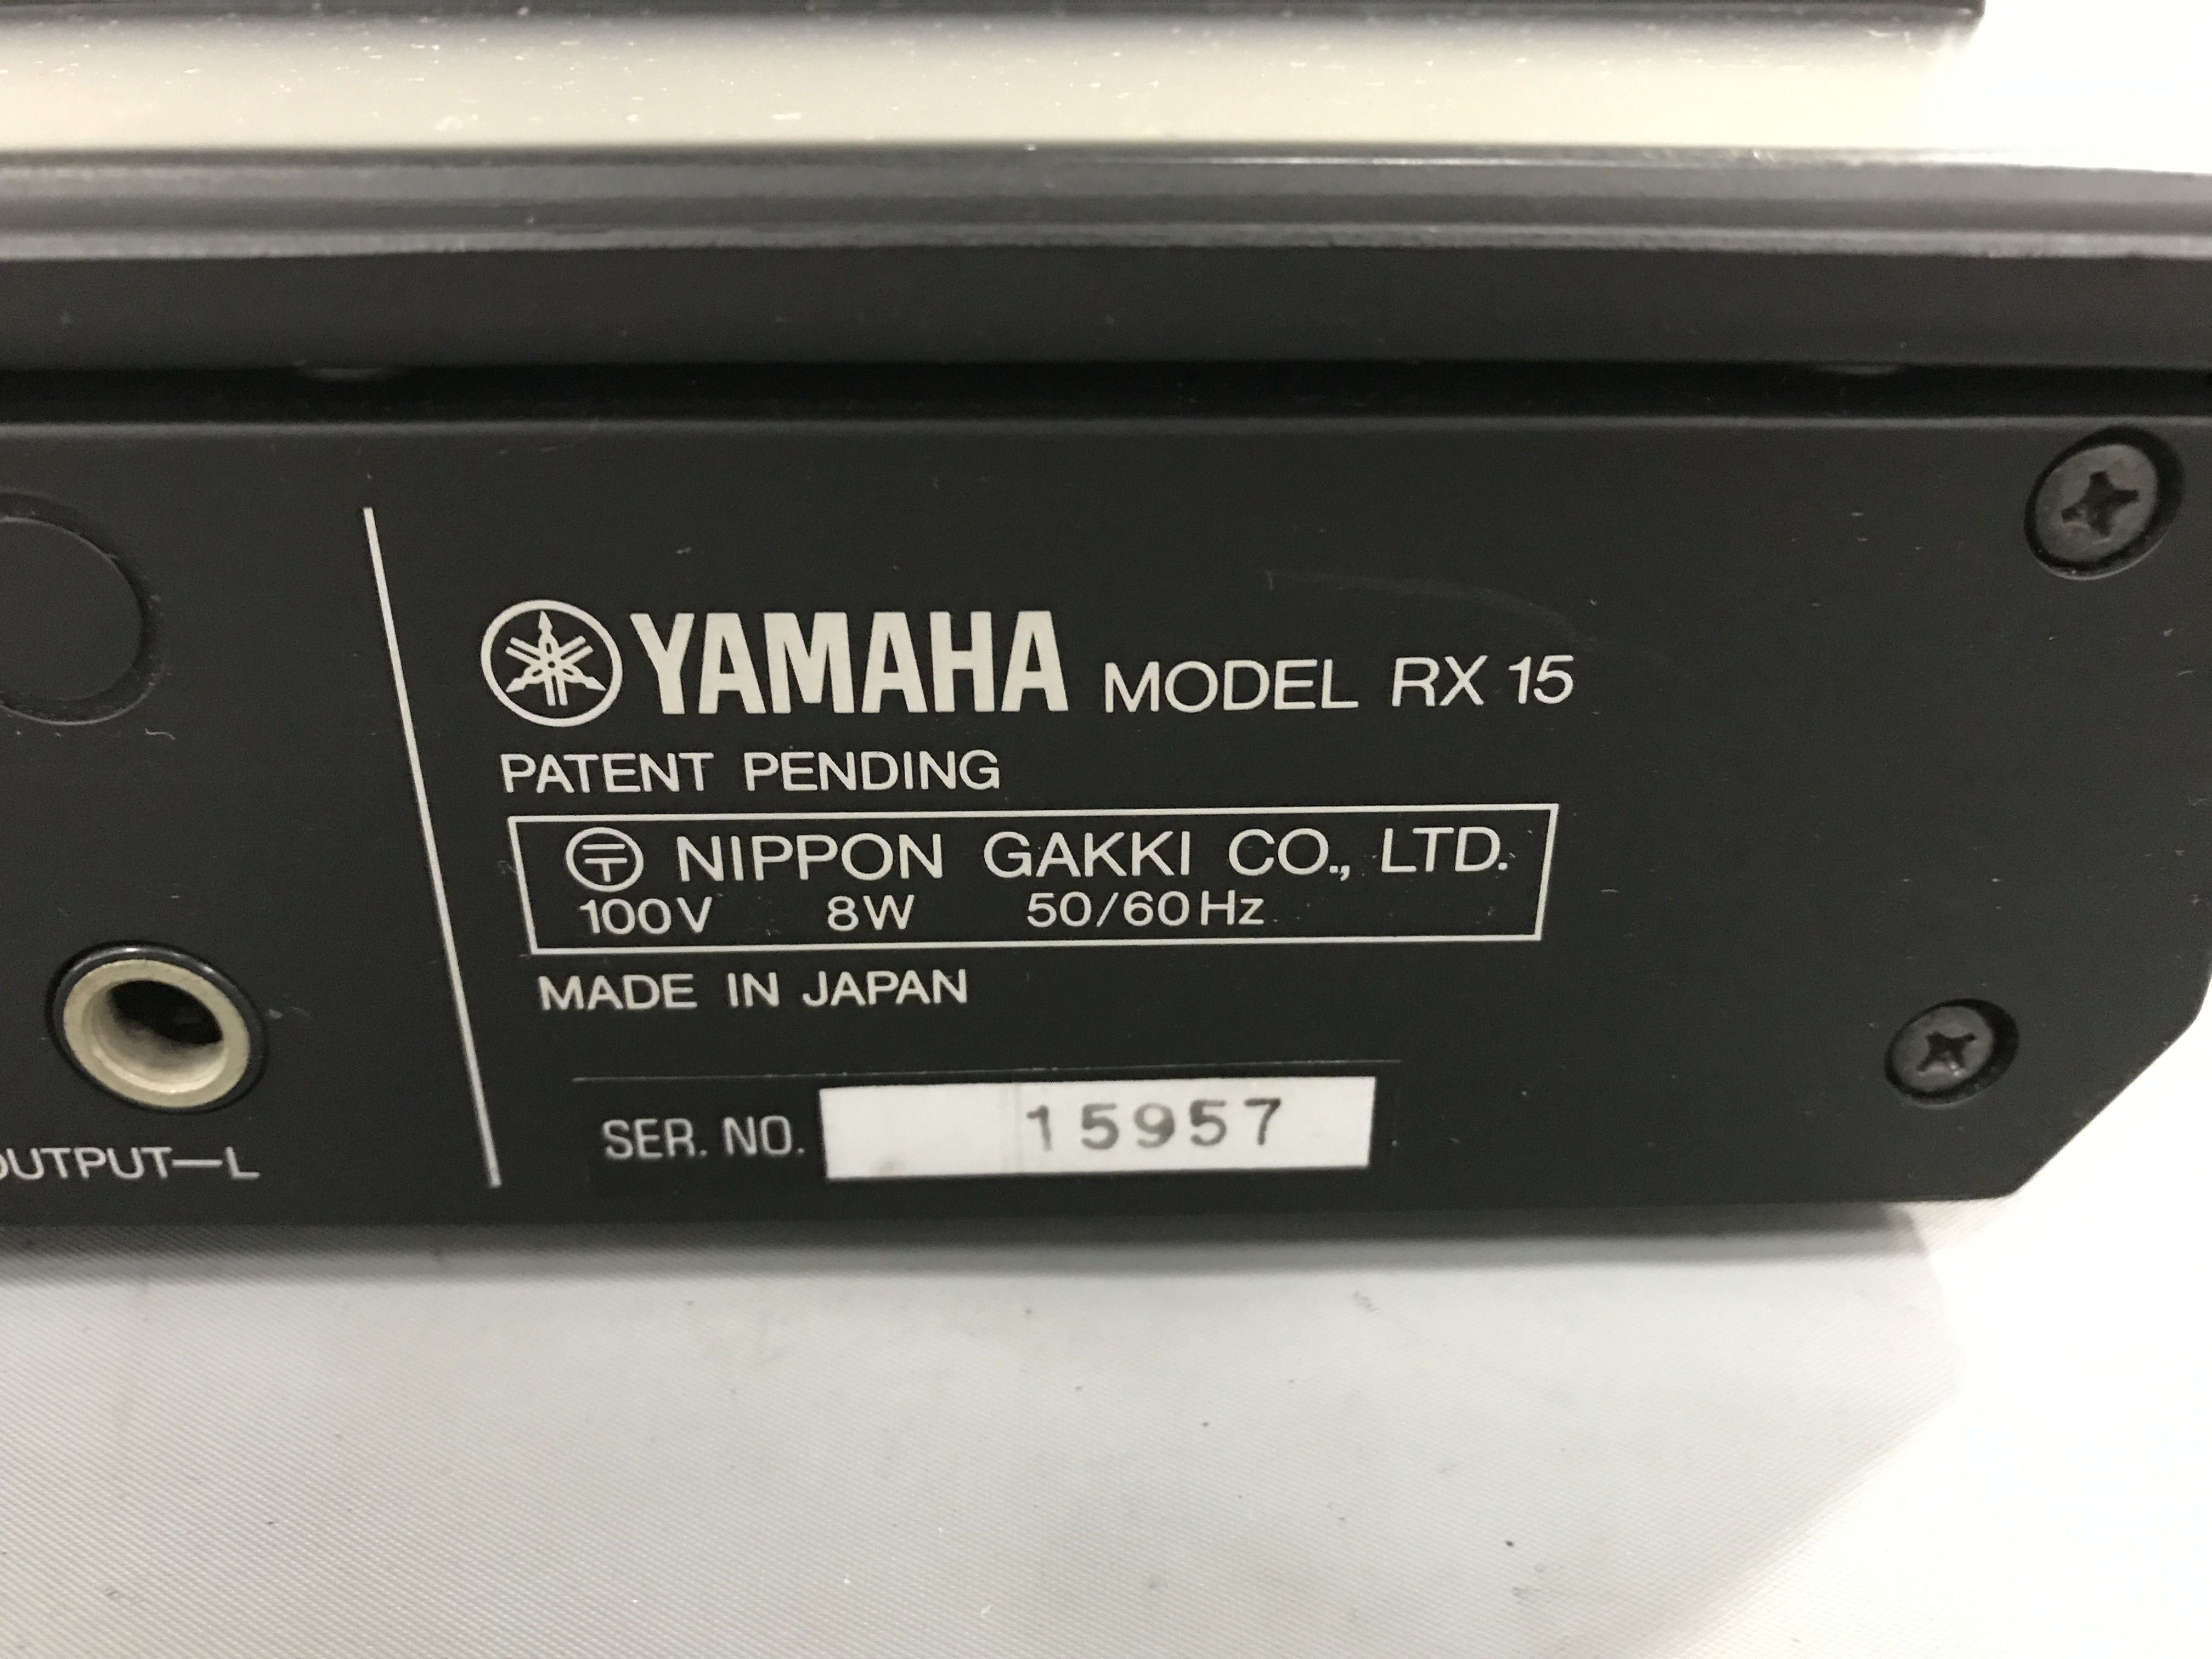 YAMAHA MODEL RX 15
PATENT PENDING
NIPPON GAKKI CO., LTD.
100V 8W 50/60Hz
MADE IN JAPAN
SER. NO. 15957
OUTPUT—L